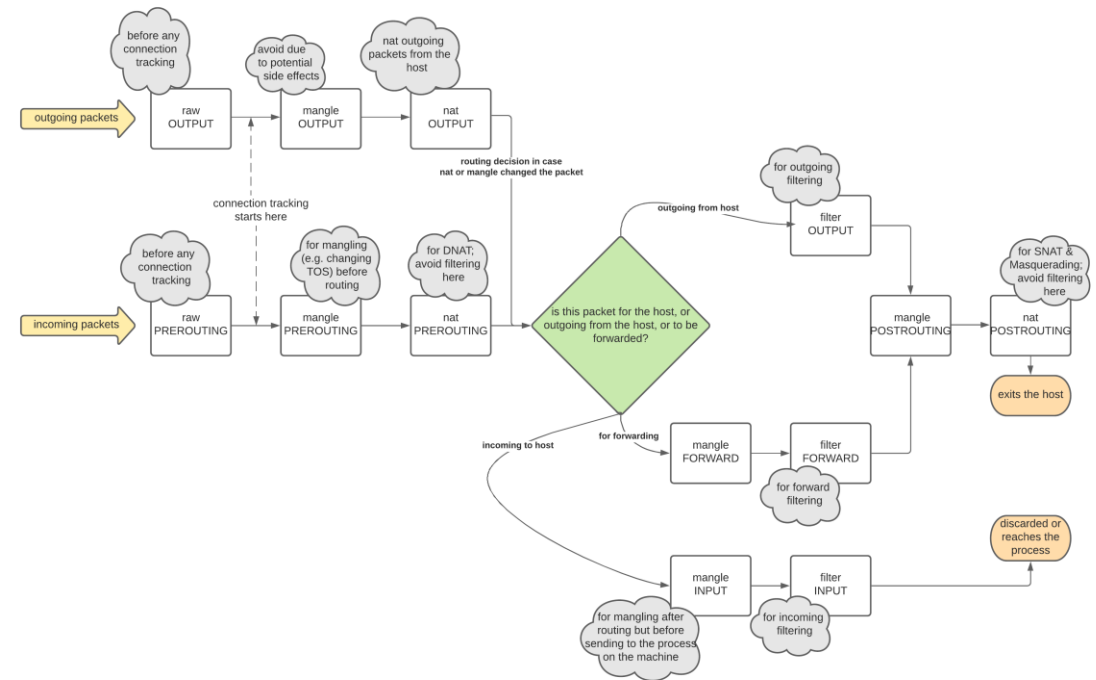 before any
connection
tracking
avoid due
to potential
side effects
nat outgoing
packets from the
host
outgoing packets
raw
OUTPUT
mangle
OUTPUT
nat
OUTPUT
routing decision in case
nat or mangle changed the packet
connection tracking
starts here
for outgoing
filtering
outgoing from host
filter
OUTPUT
before any
connection
tracking
for mangling
(e.g. changing
TOS) before
routing
for DNAT;
avoid filtering
here
for SNAT &
Masquerading;
avoid filtering
here
incoming packets
raw
PREROUTING
mangle
PREROUTING
nat
PREROUTING
is this packet for the host, or
outgoing from the host, or to be
forwarded?
mangle
POSTROUTING
nat
POSTROUTING
exits the host
incoming to host
for forwarding
mangle
FORWARD
filter
FORWARD
for forward
filtering
discarded or
reaches the
process
mangle
INPUT
filter
INPUT
for mangling after
routing but before
sending to the process
on the machine
for incoming
filtering